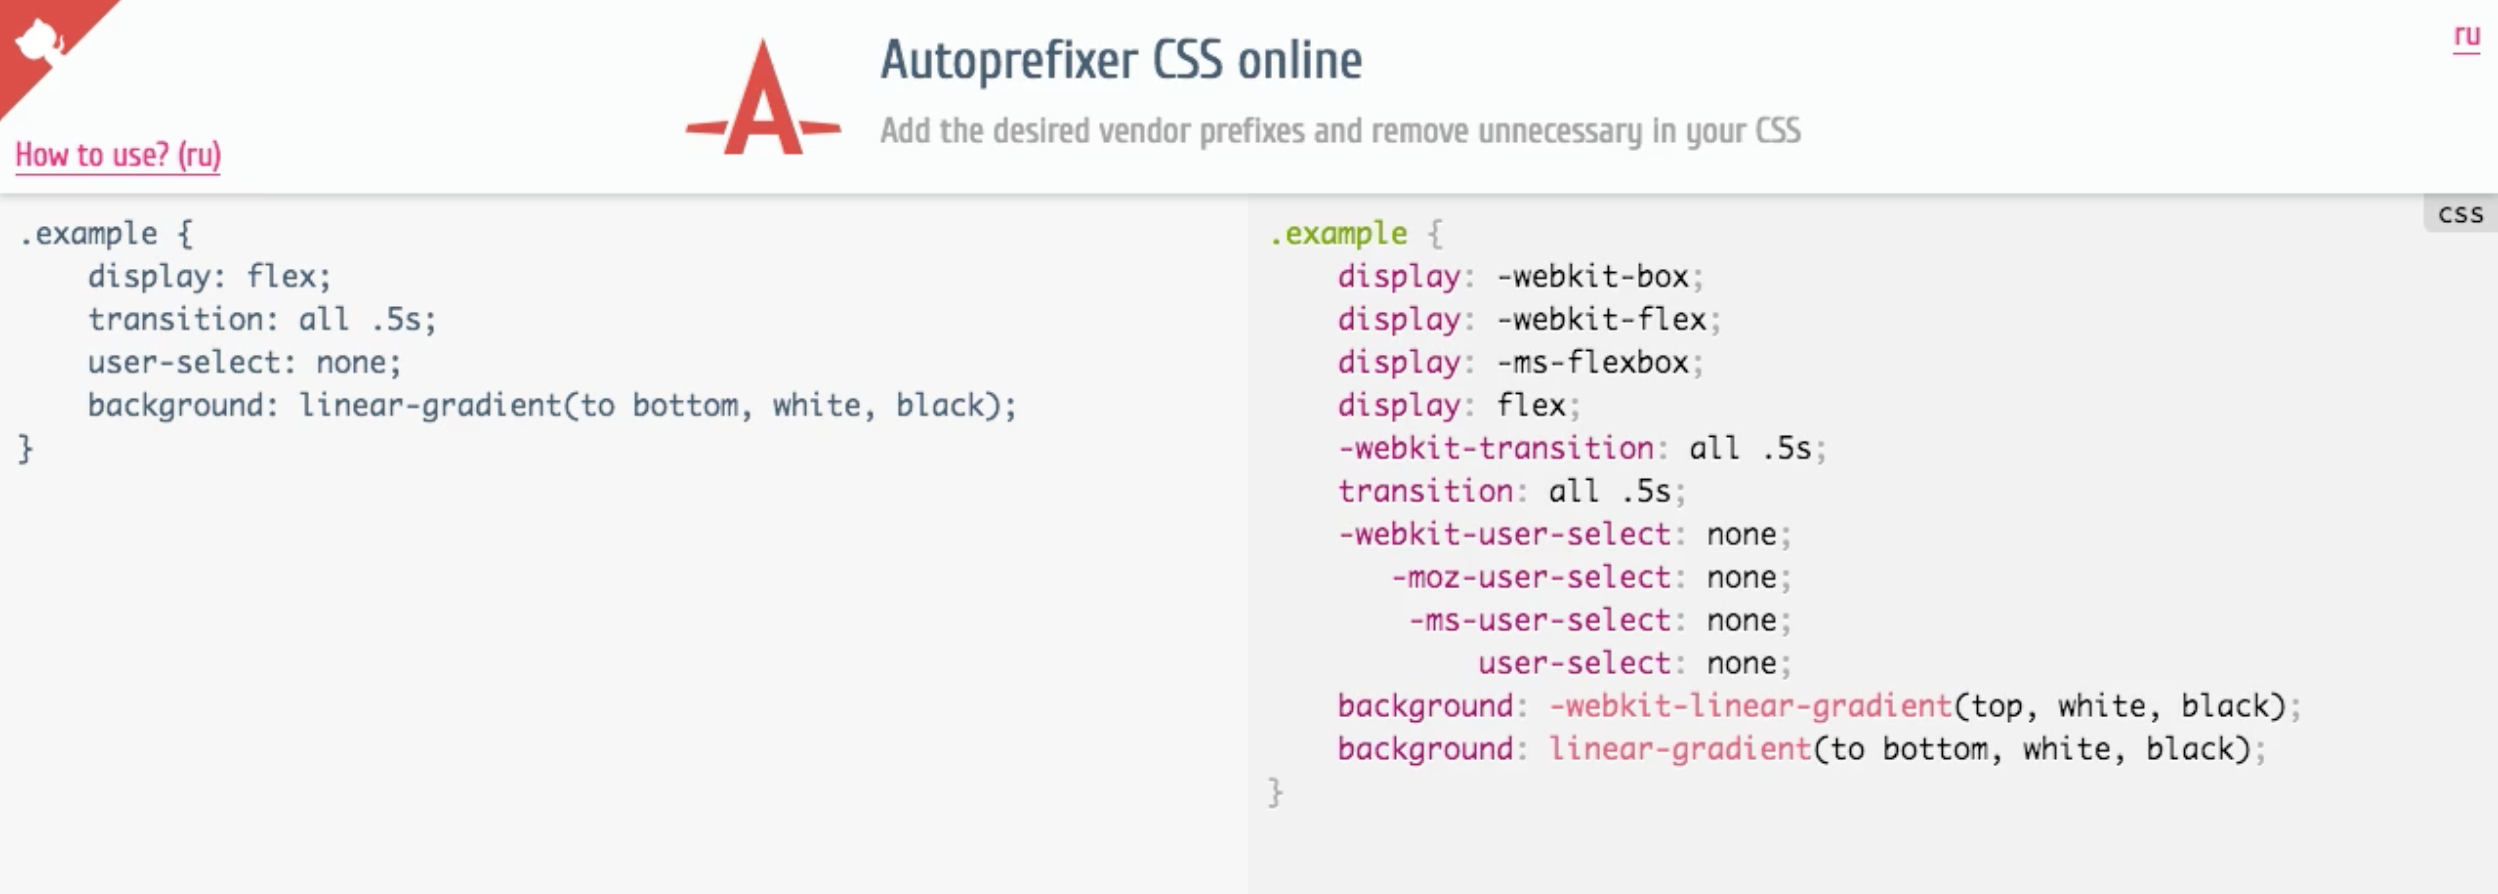 Autoprefixer CSS online
ru
Add the desired vendor prefixes and remove unnecessary in your CSS
How to use? (ru)
.example {
    display: flex;
    transition: all .5s;
    user-select: none;
    background: linear-gradient(to bottom, white, black);
}
css
.example {
    display: -webkit-box;
    display: -webkit-flex;
    display: -ms-flexbox;
    display: flex;
    -webkit-transition: all .5s;
    transition: all .5s;
    -webkit-user-select: none;
       -moz-user-select: none;
        -ms-user-select: none;
            user-select: none;
    background: -webkit-linear-gradient(top, white, black);
    background: linear-gradient(to bottom, white, black);
}